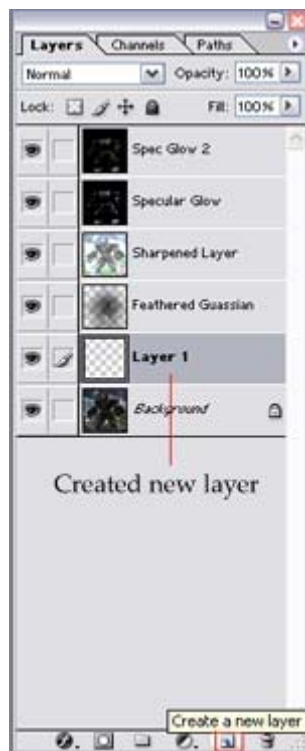 Layers Channels Paths
Normal Opacity: 100%
Lock: Fill: 100%
Spec Glow 2
Specular Glow
Sharpened Layer
Feathered Guassian
Layer 1
Background
Created new layer
Create a new layer